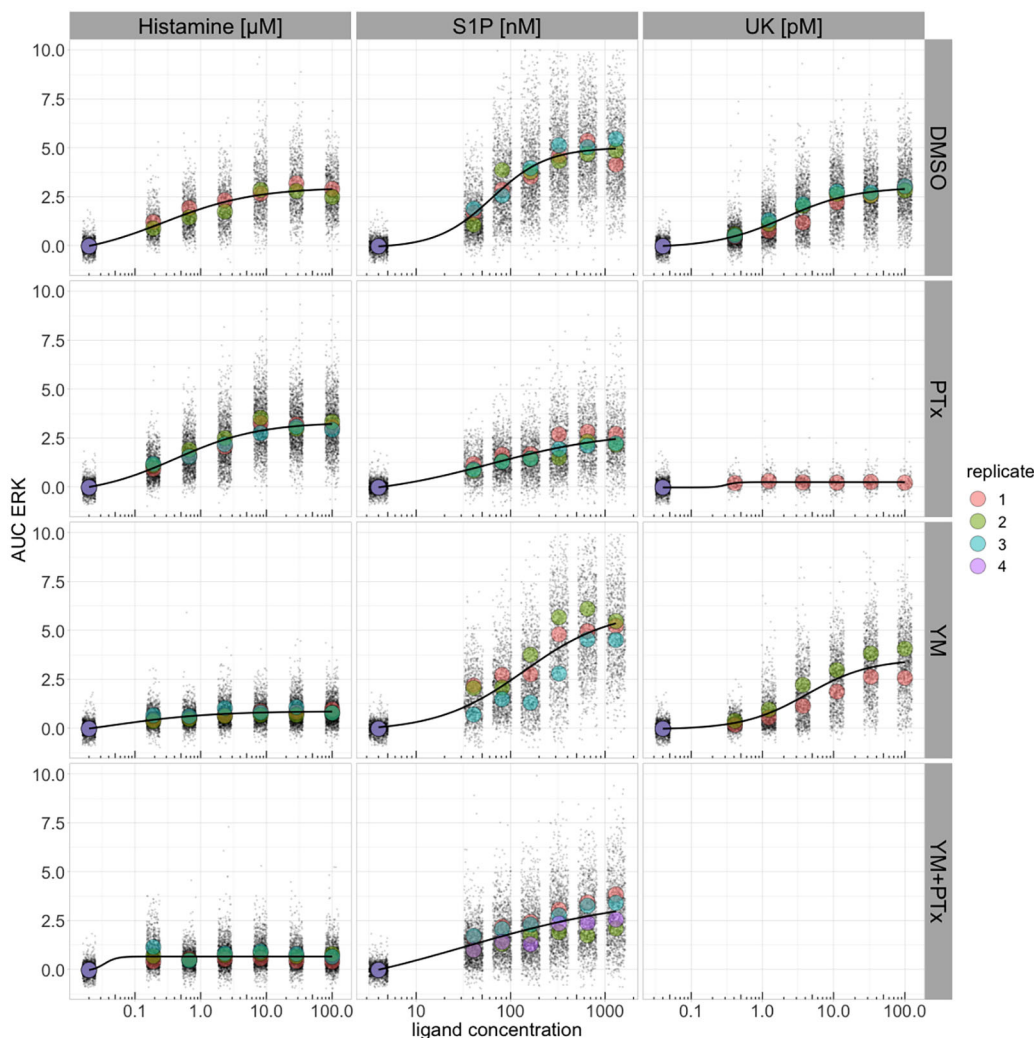 Histamine [µM] S1P [nM] UK [pM]
10.0
7.5
5.0
2.5
0.0
DMSO
10.0
7.5
5.0
2.5
0.0
PTx
AUC ERK
replicate
1
2
3
4
10.0
7.5
5.0
2.5
0.0
YM
10.0
7.5
5.0
2.5
0.0
YM+PTx
0.1 1.0 10.0 100.0 10 100 1000 0.1 1.0 10.0 100.0
ligand concentration